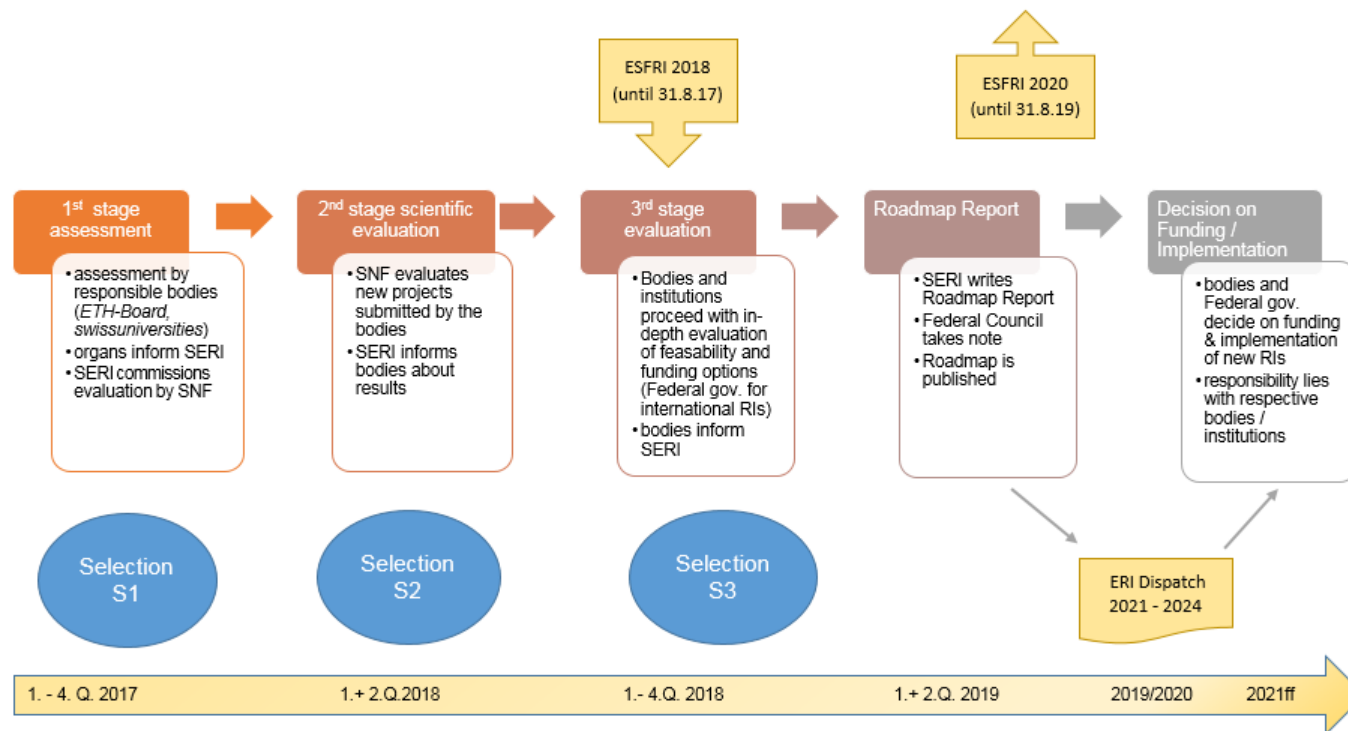 ESFRI 2018
(until 31.8.17)
ESFRI 2020
(until 31.8.19)
1st stage
assessment
• assessment by
responsible bodies
(ETH-Board,
swissuniversities)
• organs inform SERI
• SERI commissions
evaluation by SNF
2nd stage scientific
evaluation
• SNF evaluates
new projects
submitted by the
bodies
• SERI informs
bodies about
results
3rd stage
evaluation
• Bodies and
institutions
proceed with in-
depth evaluation
of feasability and
funding options
(Federal gov. for
international RIs)
• bodies inform
SERI
Roadmap Report
• SERI writes
Roadmap Report
• Federal Council
takes note
• Roadmap is
published
Decision on
Funding /
Implementation
• bodies and
Federal gov.
decide on funding
& implementation
of new RIs
• responsibility lies
with respective
bodies /
institutions
Selection
S1
Selection
S2
Selection
S3
ERI Dispatch
2021 - 2024
1. - 4. Q. 2017
1.+ 2.Q.2018
1.- 4.Q. 2018
1.+ 2.Q. 2019
2019/2020
2021ff